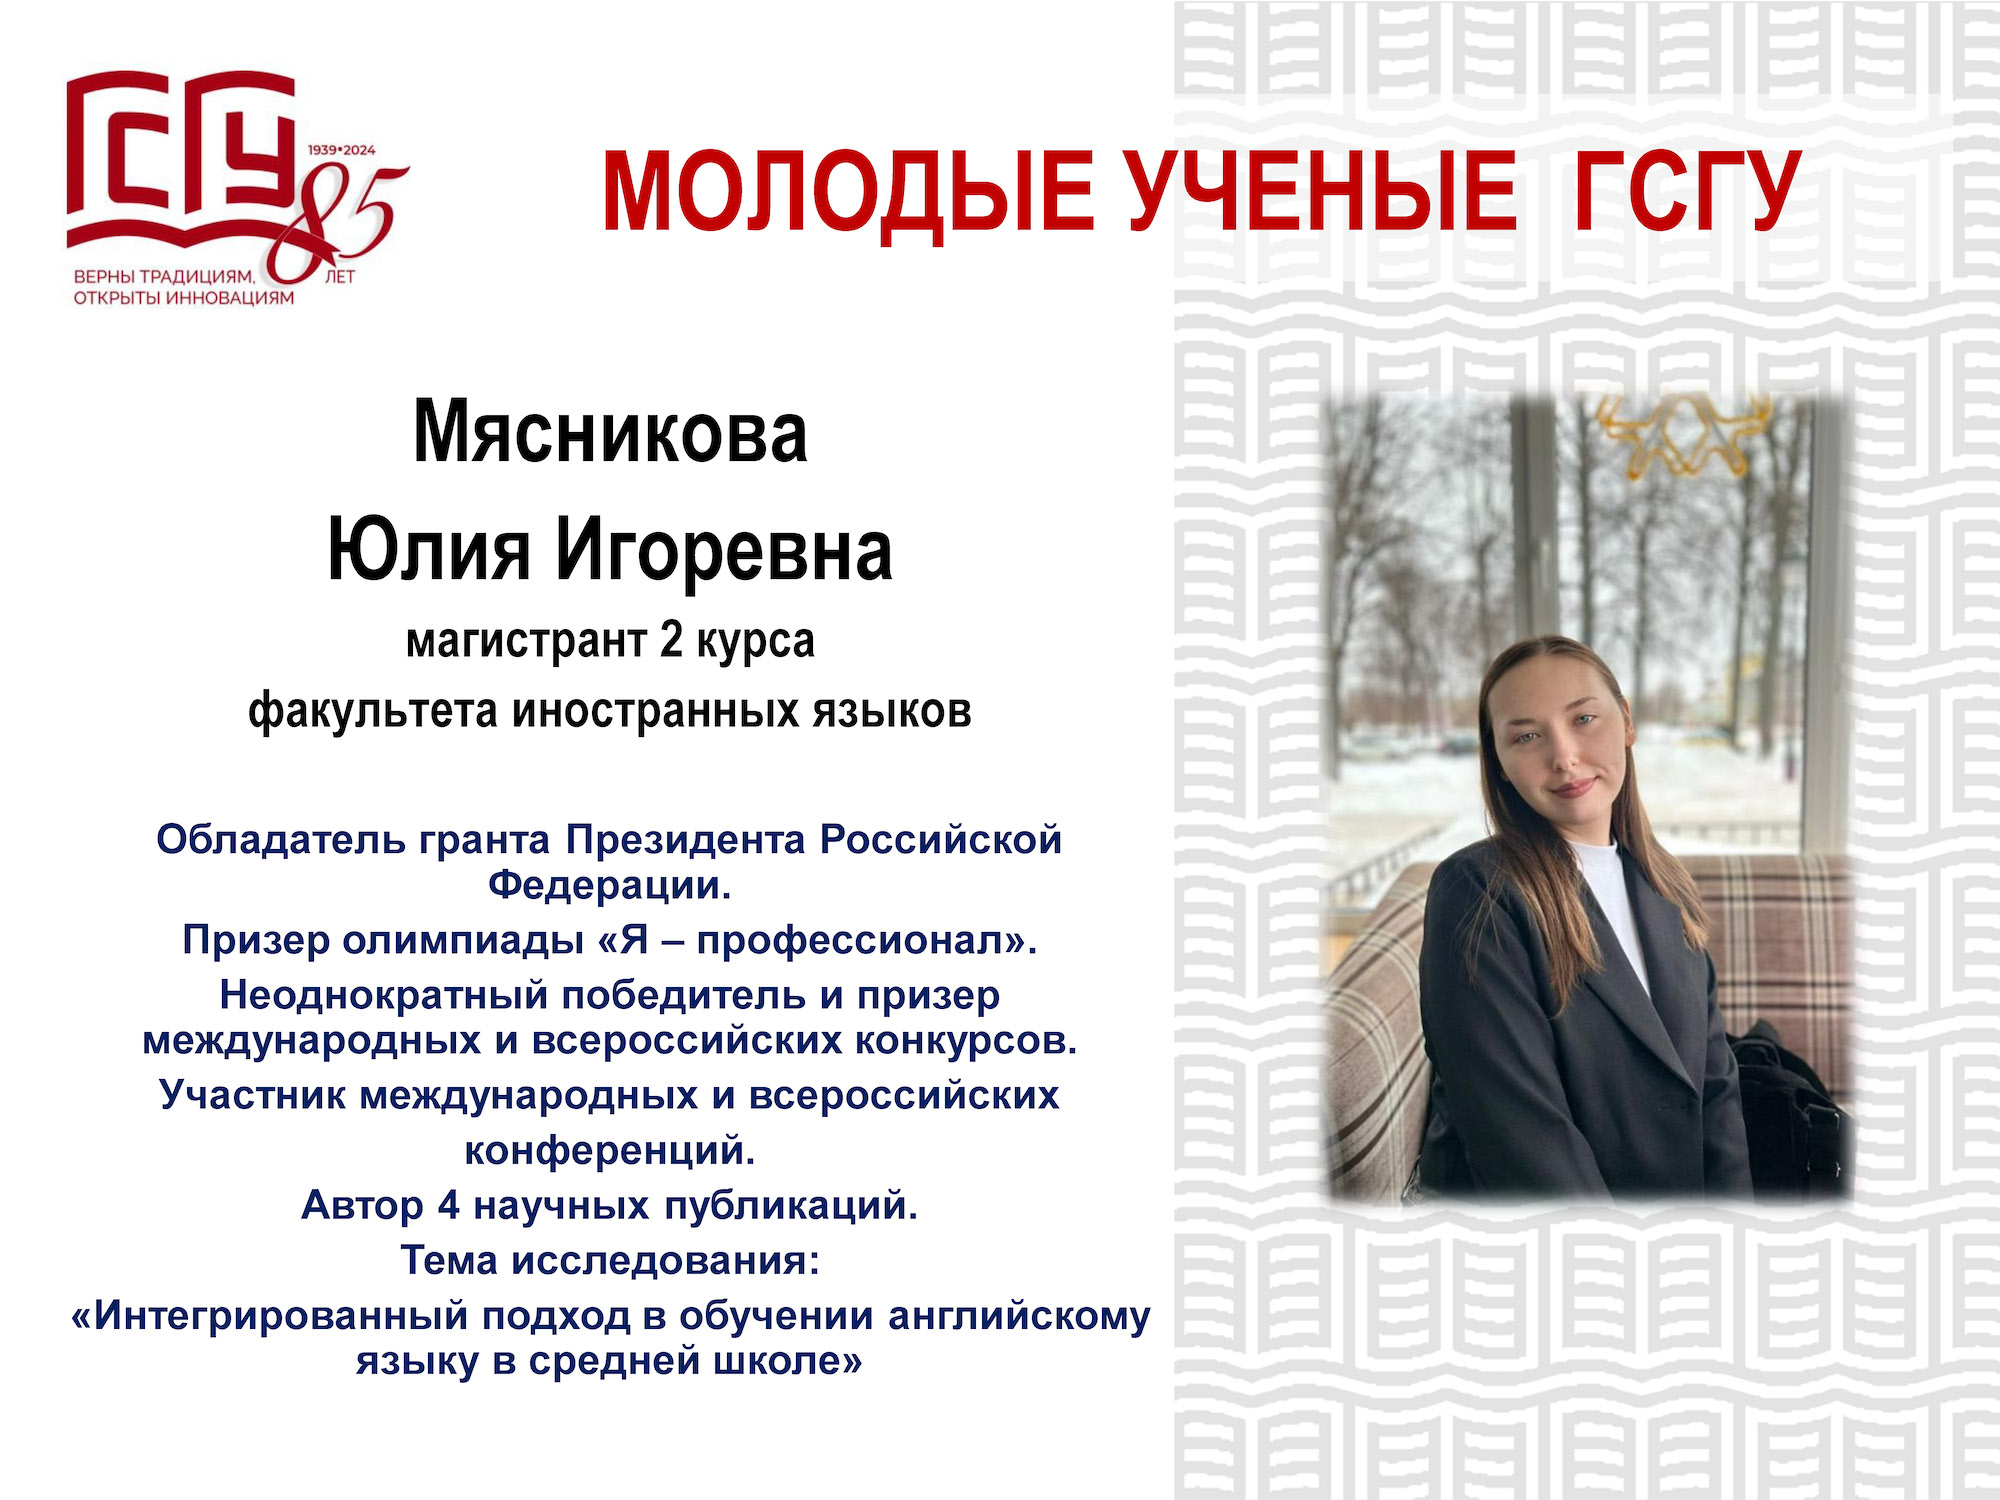 ГСГУ
1939•2024
85
ЛЕТ
ВЕРНЫ ТРАДИЦИЯМ,
ОТКРЫТЫ ИННОВАЦИЯМ
МОЛОДЫЕ УЧЕНЫЕ ГСГУ
Мясникова
Юлия Игоревна
магистрант 2 курса
факультета иностранных языков
Обладатель гранта Президента Российской
Федерации.
Призер олимпиады «Я – профессионал».
Неоднократный победитель и призер
международных и всероссийских конкурсов.
Участник международных и всероссийских
конференций.
Автор 4 научных публикаций.
Тема исследования:
«Интегрированный подход в обучении английскому
языку в средней школе»